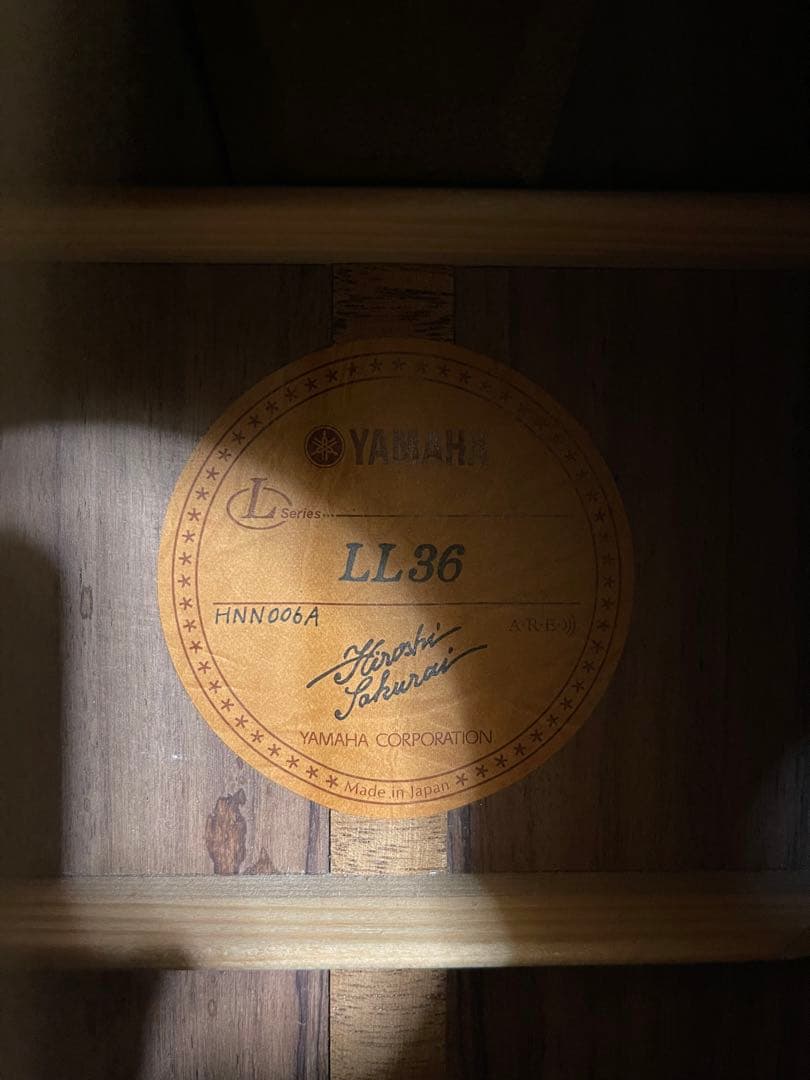 YAMAHA
L Series
LL36
HNN006A
A·R·E·)))
Hiroshi
Sakurai
YAMAHA CORPORATION
Made in Japan